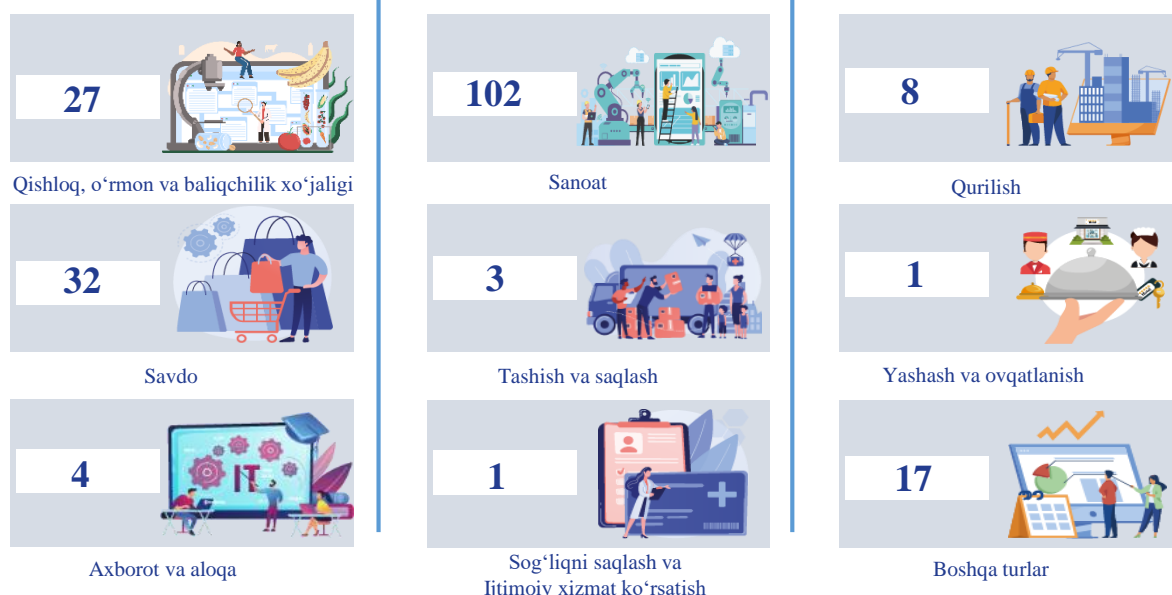 27
102
8
Qishloq, o‘rmon va baliqchilik xo‘jaligi
Sanoat
Qurilish
32
3
1
Savdo
Tashish va saqlash
Yashash va ovqatlanish
4
IT
1
17
Axborot va aloqa
Sog‘liqni saqlash va
Ijtimoiy xizmat ko‘rsatish
Boshqa turlar